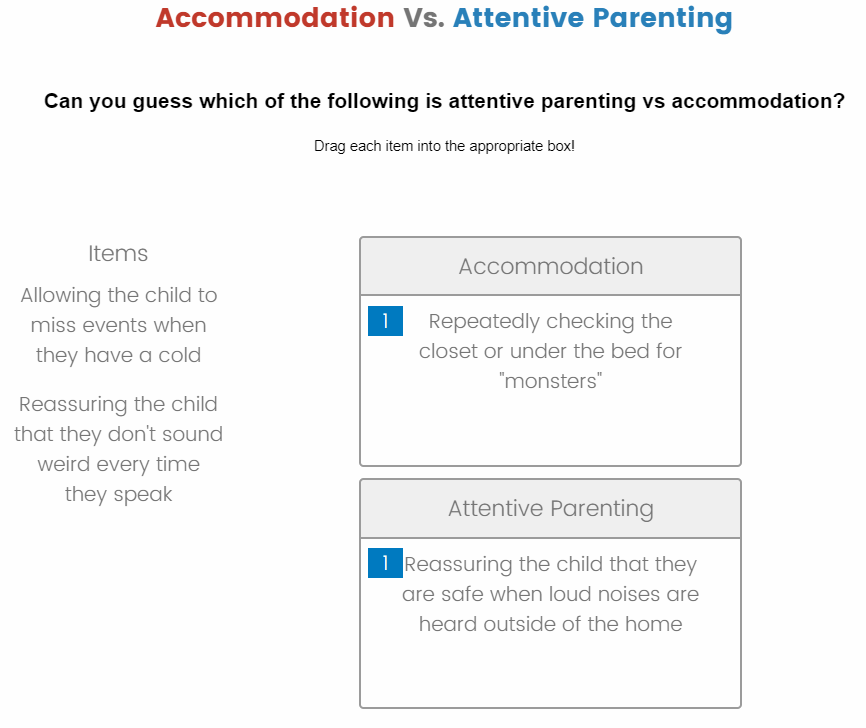 Accommodation Vs. Attentive Parenting
Can you guess which of the following is attentive parenting vs accommodation?
Drag each item into the appropriate box!
Items
Allowing the child to
miss events when
they have a cold
Reassuring the child
that they don't sound
weird every time
they speak
Accommodation
1 Repeatedly checking the
closet or under the bed for
"monsters"
Attentive Parenting
1 Reassuring the child that they
are safe when loud noises are
heard outside of the home